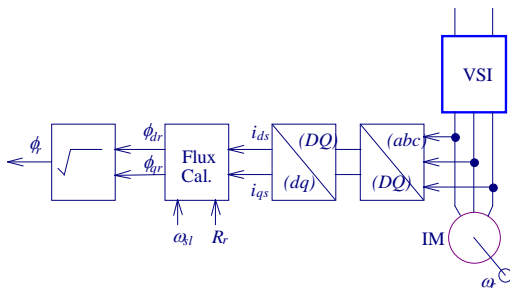 VSI
ϕr
ϕdr
ϕqr
Flux
Cal.
ids
iqs
(DQ)
(dq)
(abc)
(DQ)
ωsl
Rr
IM
ωr